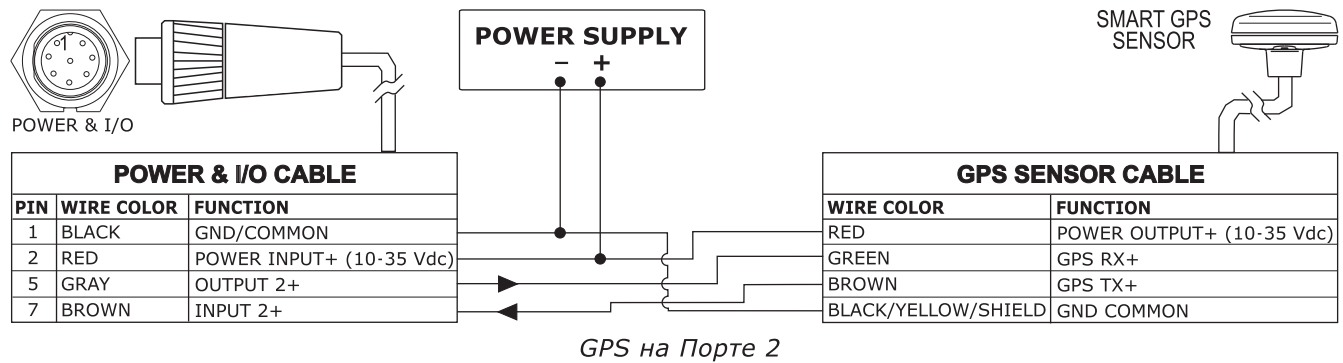 1
POWER & I/O
POWER SUPPLY
– +
SMART GPS
SENSOR
POWER & I/O CABLE
PIN WIRE COLOR FUNCTION
1 BLACK GND/COMMON
2 RED POWER INPUT+ (10-35 Vdc)
5 GRAY OUTPUT 2+
7 BROWN INPUT 2+
GPS SENSOR CABLE
WIRE COLOR FUNCTION
RED POWER OUTPUT+ (10-35 Vdc)
GREEN GPS RX+
BROWN GPS TX+
BLACK/YELLOW/SHIELD GND COMMON
GPS на Порте 2